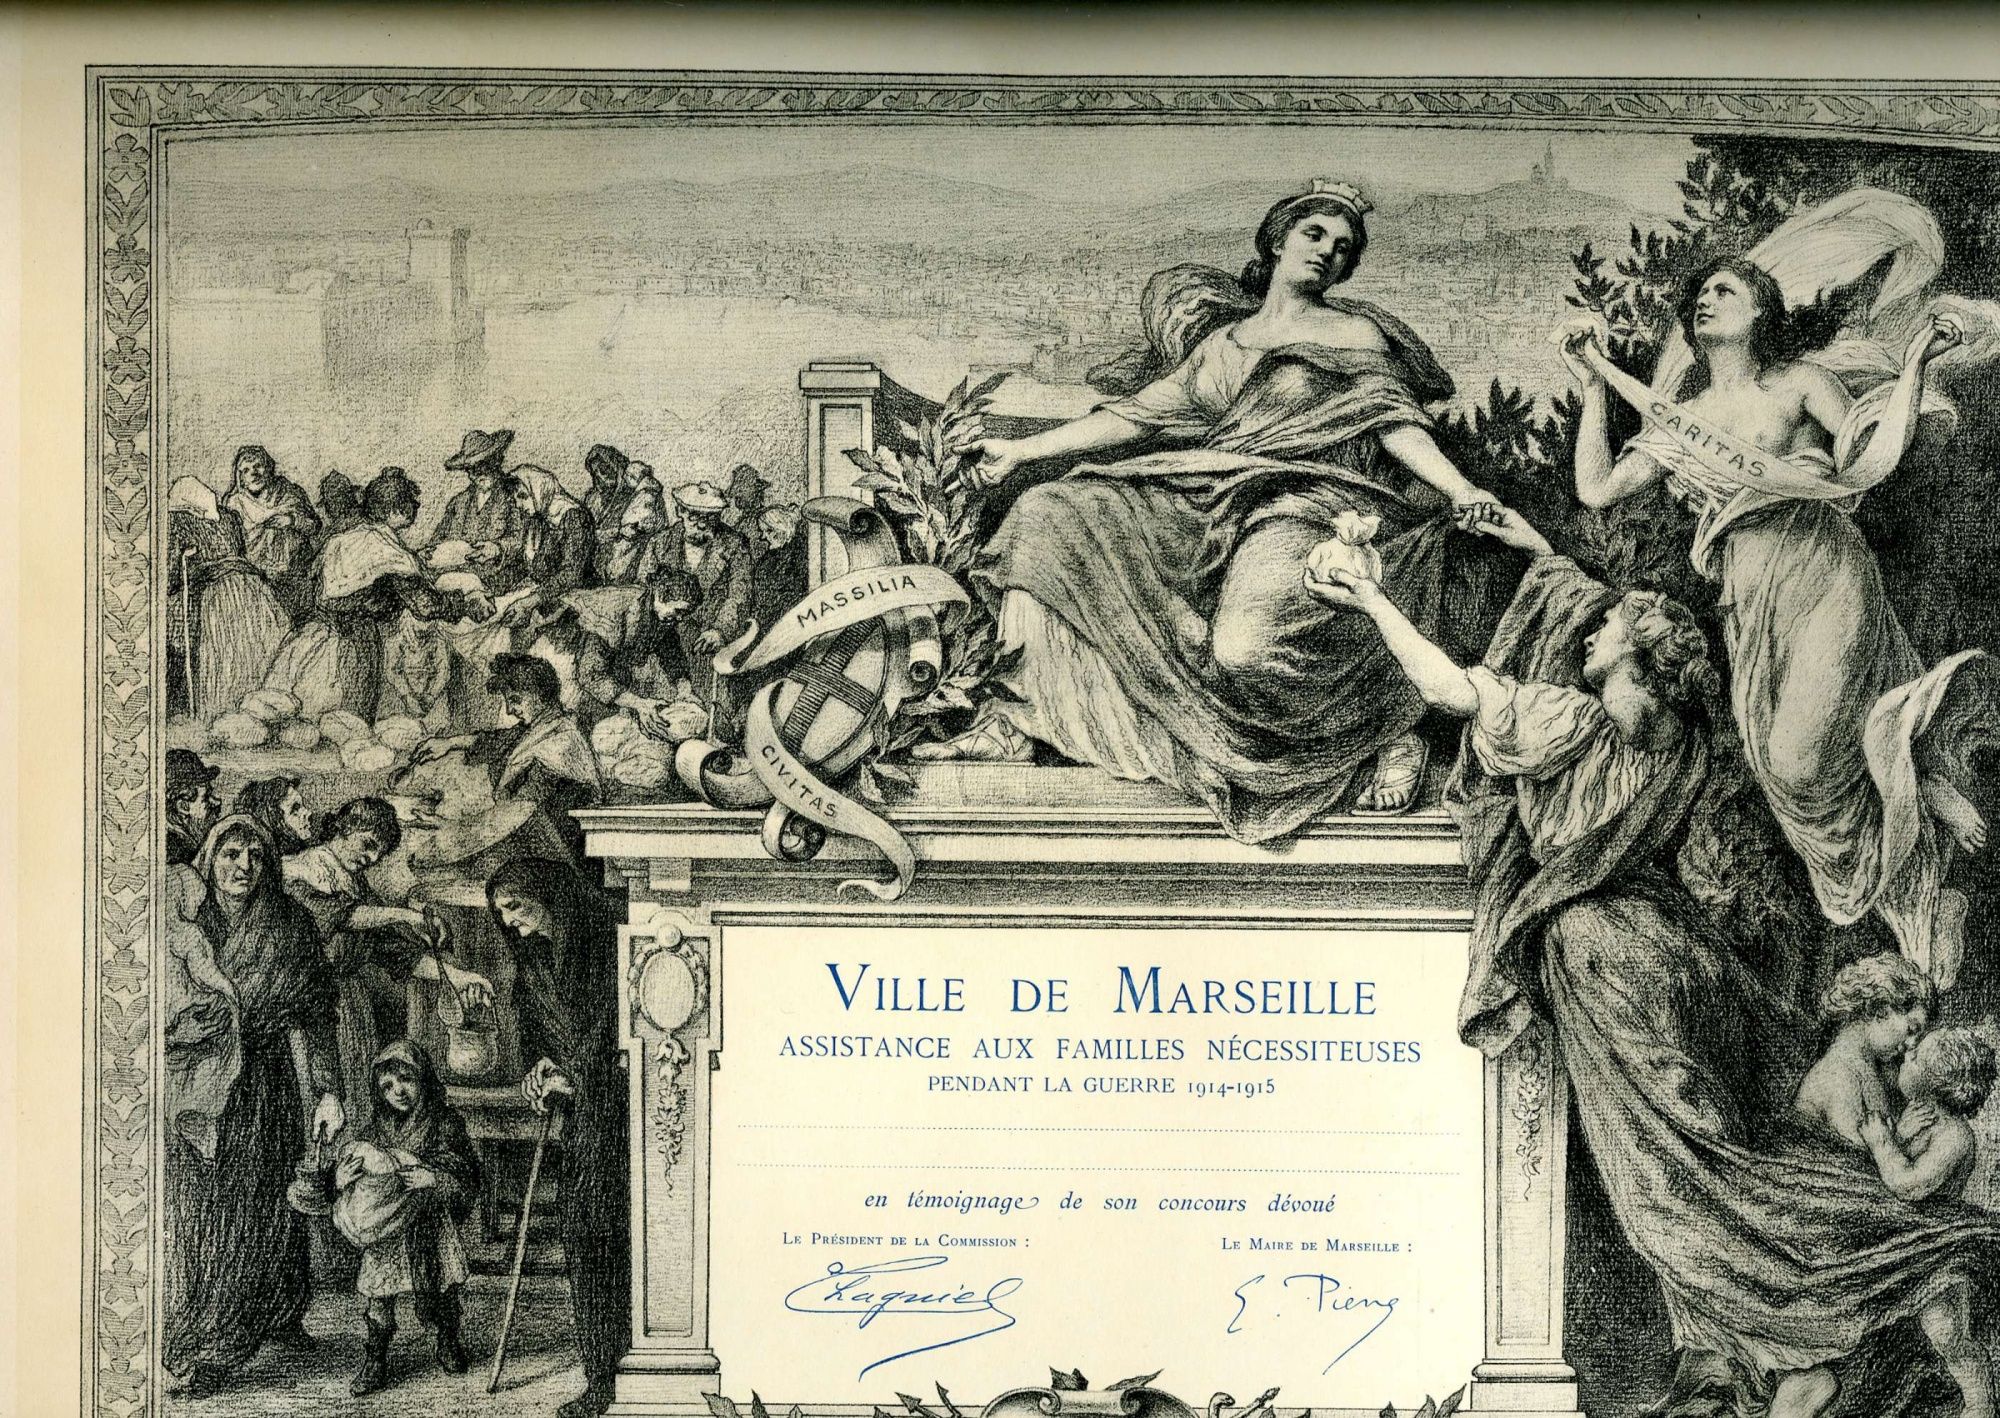 CARITAS
MASSILIA
CIVITAS
VILLE DE MARSEILLE
ASSISTANCE AUX FAMILLES NÉCESSITEUSES
PENDANT LA GUERRE 1914-1915
en témoignage de son concours dévoué
LE PRÉSIDENT DE LA COMMISSION :
LE MAIRE DE MARSEILLE :
E. Pierre